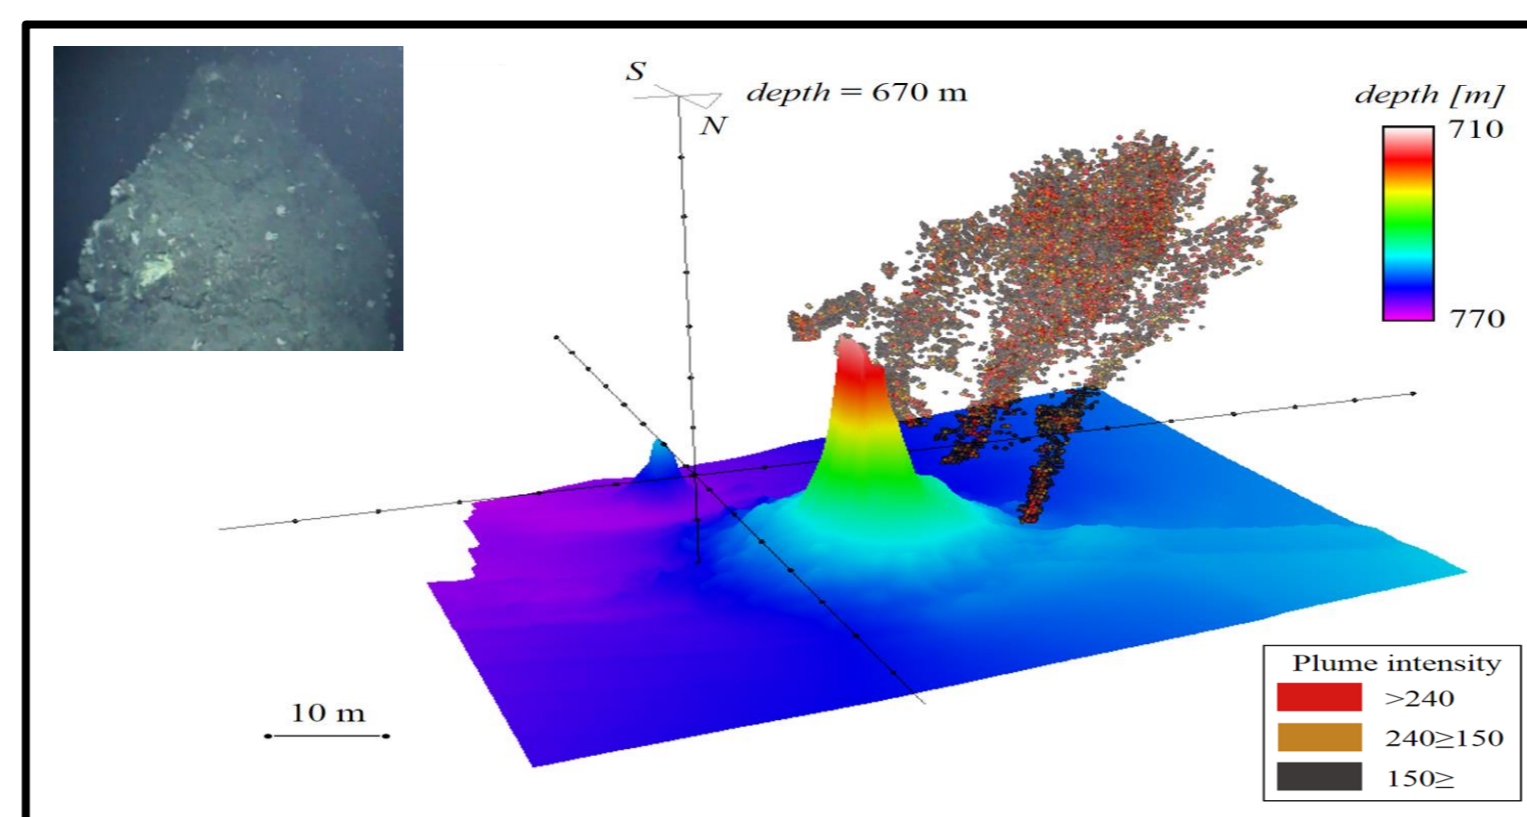 S
depth = 670 m
N
depth [m]
710
770
10 m
Plume intensity
>240
240≥150
150≥